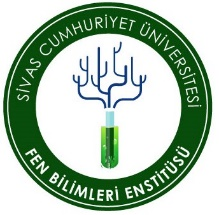 SİVAS CUMHURİYET ÜNİVERSİTESİ
FEN BİLİMLERİ ENSTİTÜSÜ